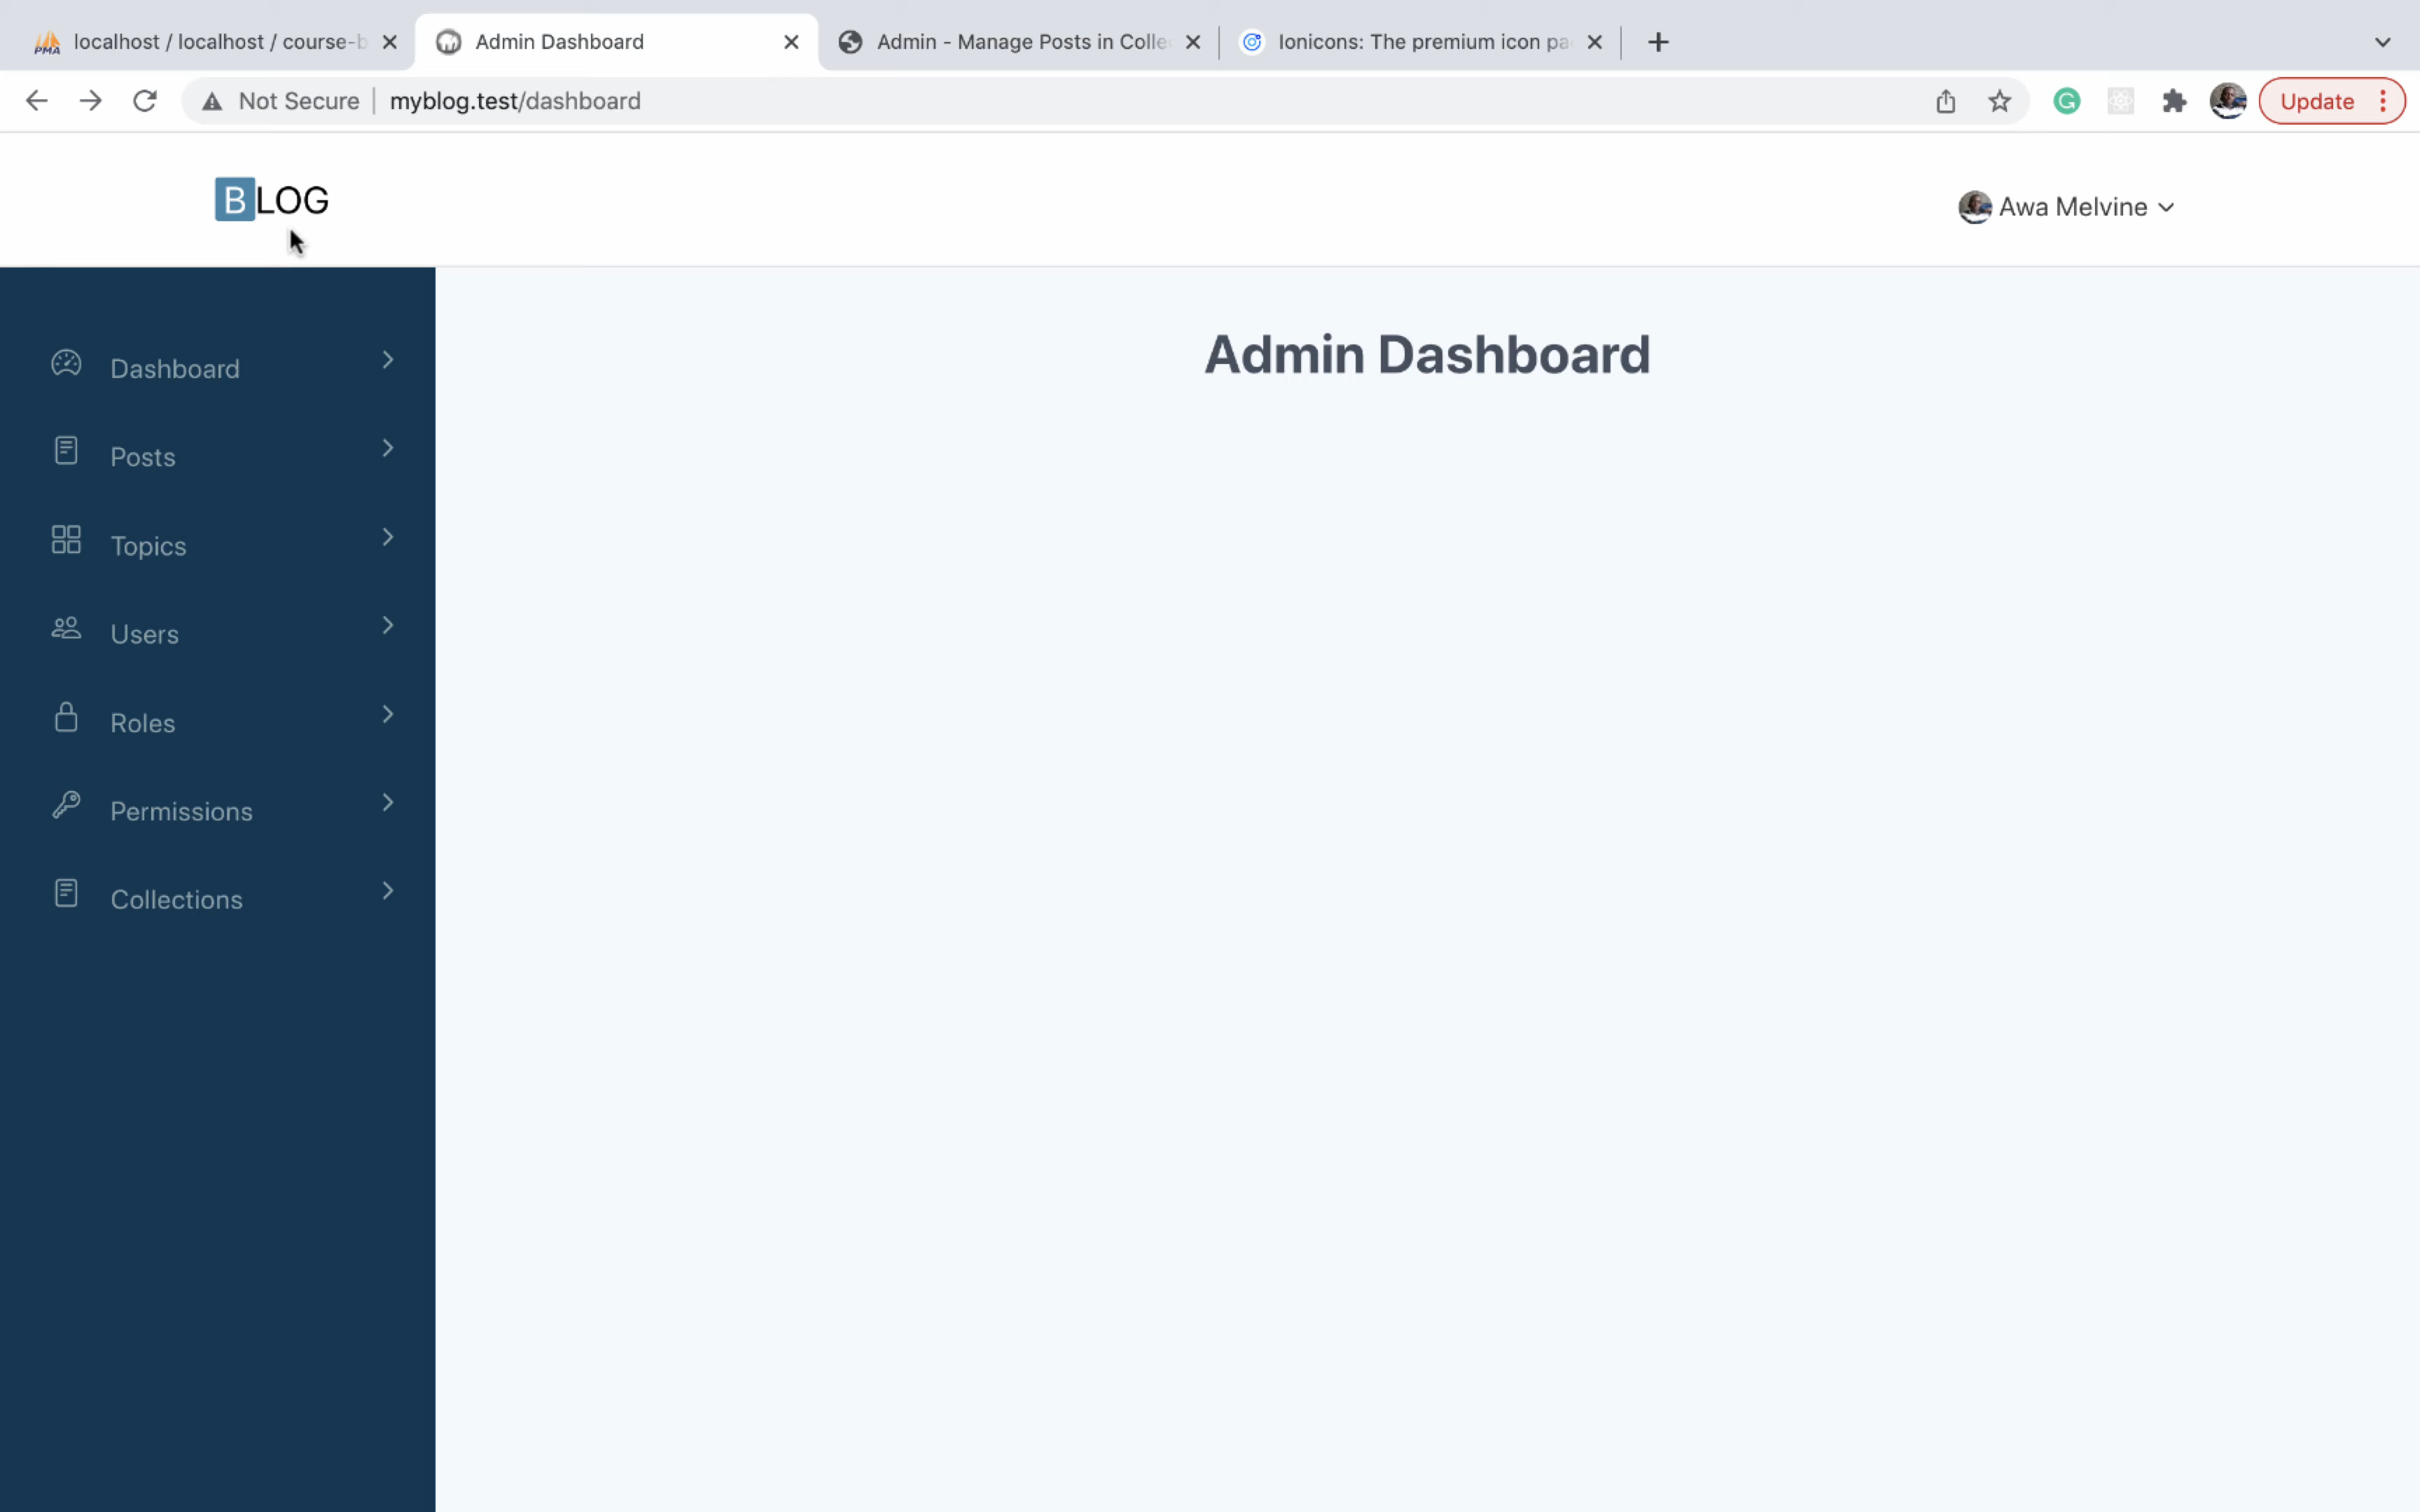 localhost / localhost / course-b
Admin Dashboard
Admin - Manage Posts in Colle
Ionicons: The premium icon pa
Not Secure
myblog.test/dashboard
Update
BLOG
Awa Melvine
Admin Dashboard
Dashboard
Posts
Topics
Users
Roles
Permissions
Collections